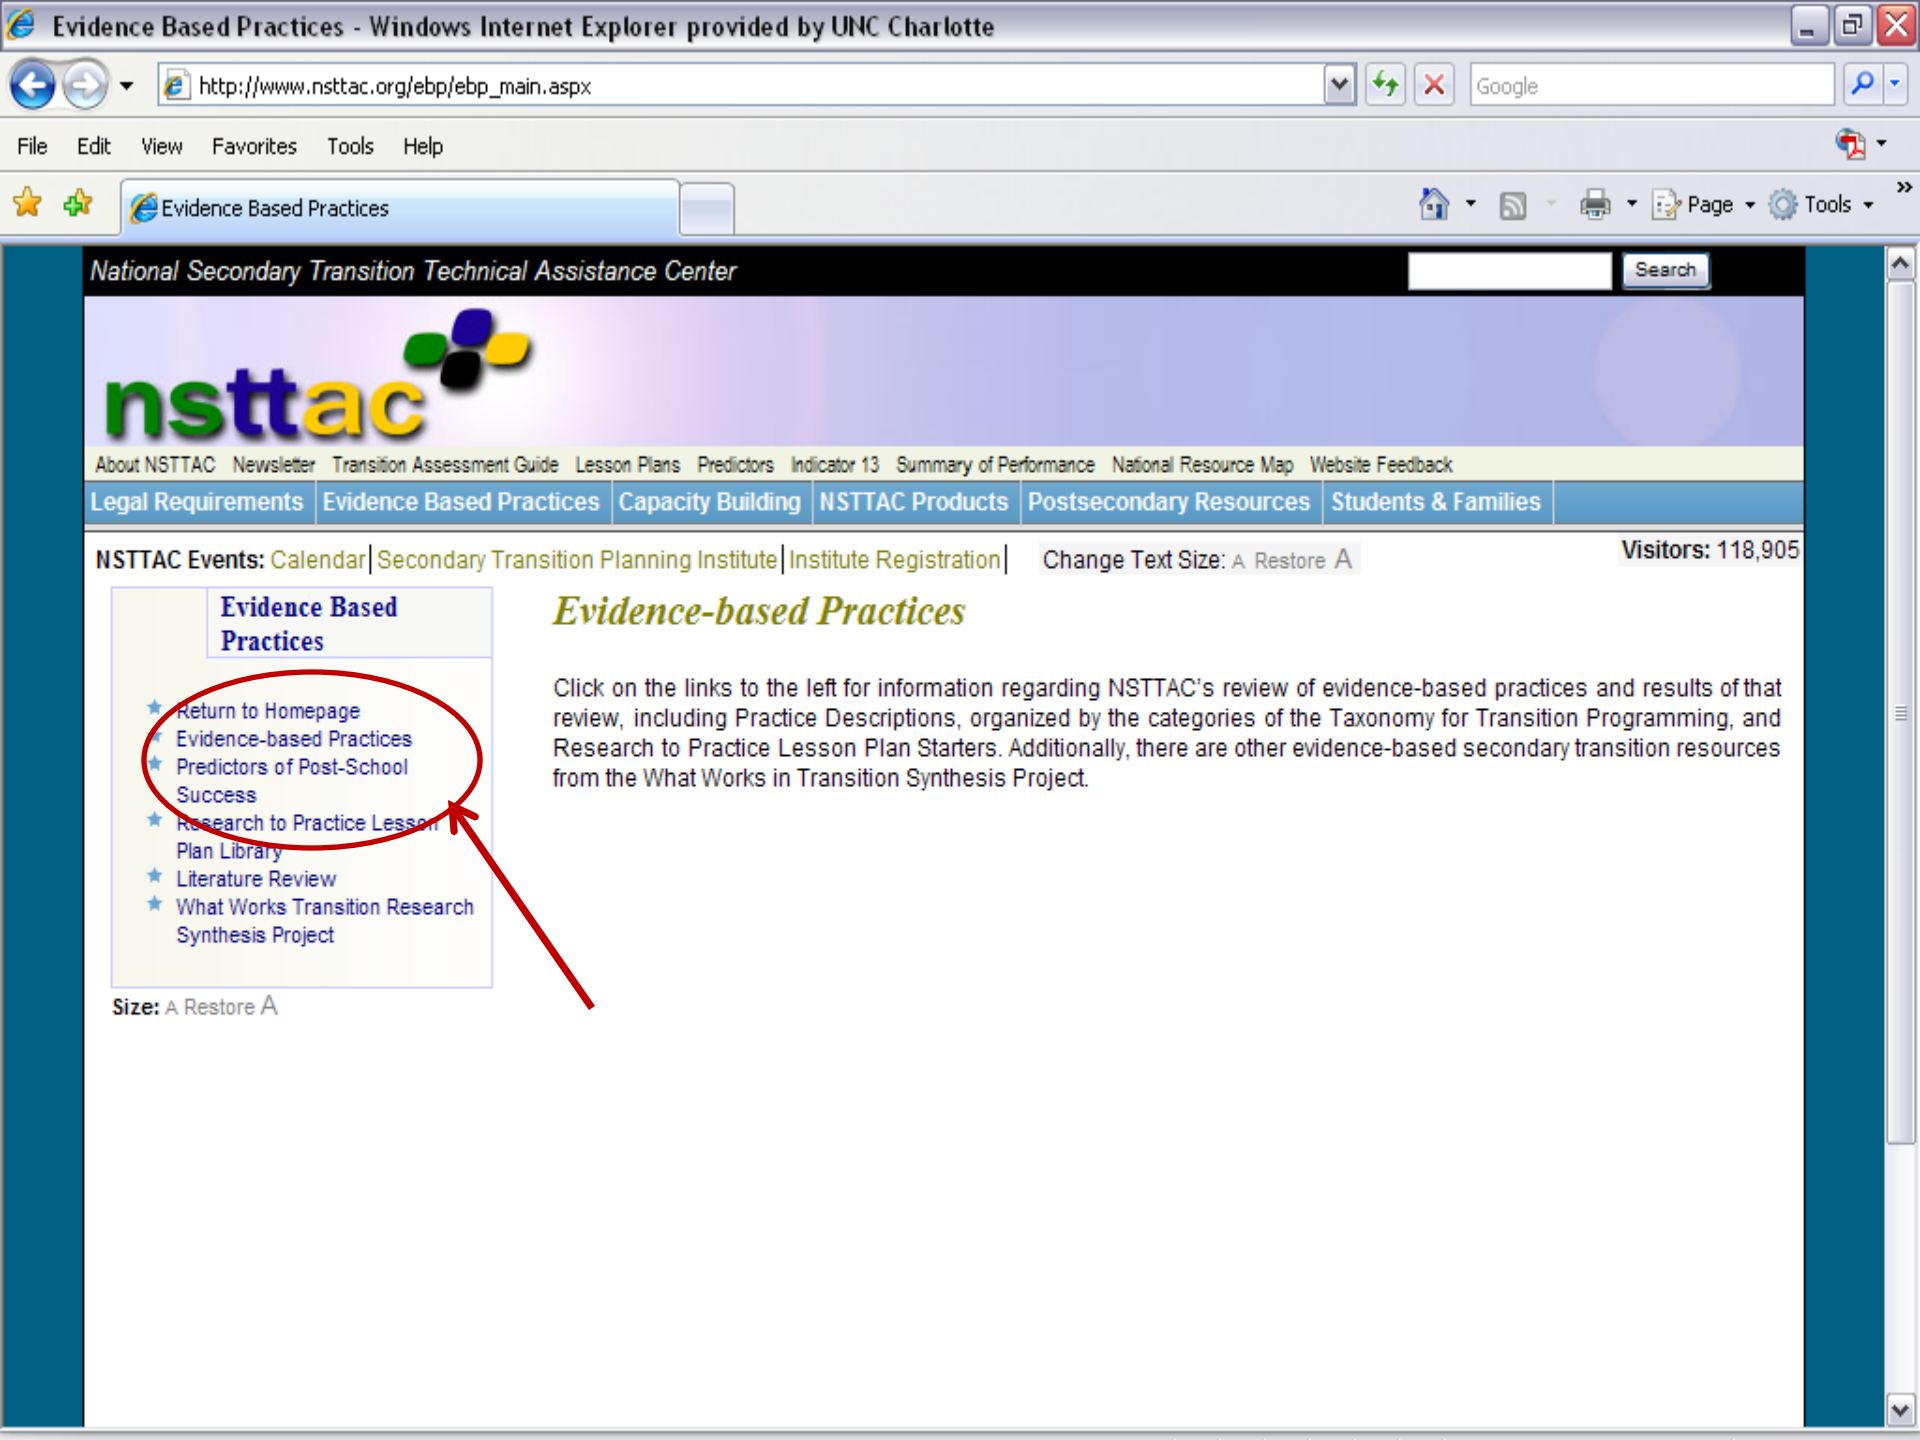 Evidence Based Practices - Windows Internet Explorer provided by UNC Charlotte
http://www.nsttac.org/ebp/ebp_main.aspx
Google
File Edit View Favorites Tools Help
Evidence Based Practices
Page Tools »
National Secondary Transition Technical Assistance Center
Search
nsttac
About NSTTAC Newsletter Transition Assessment Guide Lesson Plans Predictors Indicator 13 Summary of Performance National Resource Map Website Feedback
Legal Requirements Evidence Based Practices Capacity Building NSTTAC Products Postsecondary Resources Students & Families
NSTTAC Events: Calendar| Secondary Transition Planning Institute| Institute Registration| Change Text Size: A Restore A
Visitors: 118,905
Evidence Based
Practices
Return to Homepage
Evidence-based Practices
Predictors of Post-School
Success
Research to Practice Lesson
Plan Library
Literature Review
What Works Transition Research
Synthesis Project
Size: A Restore A
Evidence-based Practices
Click on the links to the left for information regarding NSTTAC's review of evidence-based practices and results of that
review, including Practice Descriptions, organized by the categories of the Taxonomy for Transition Programming, and
Research to Practice Lesson Plan Starters. Additionally, there are other evidence-based secondary transition resources
from the What Works in Transition Synthesis Project.